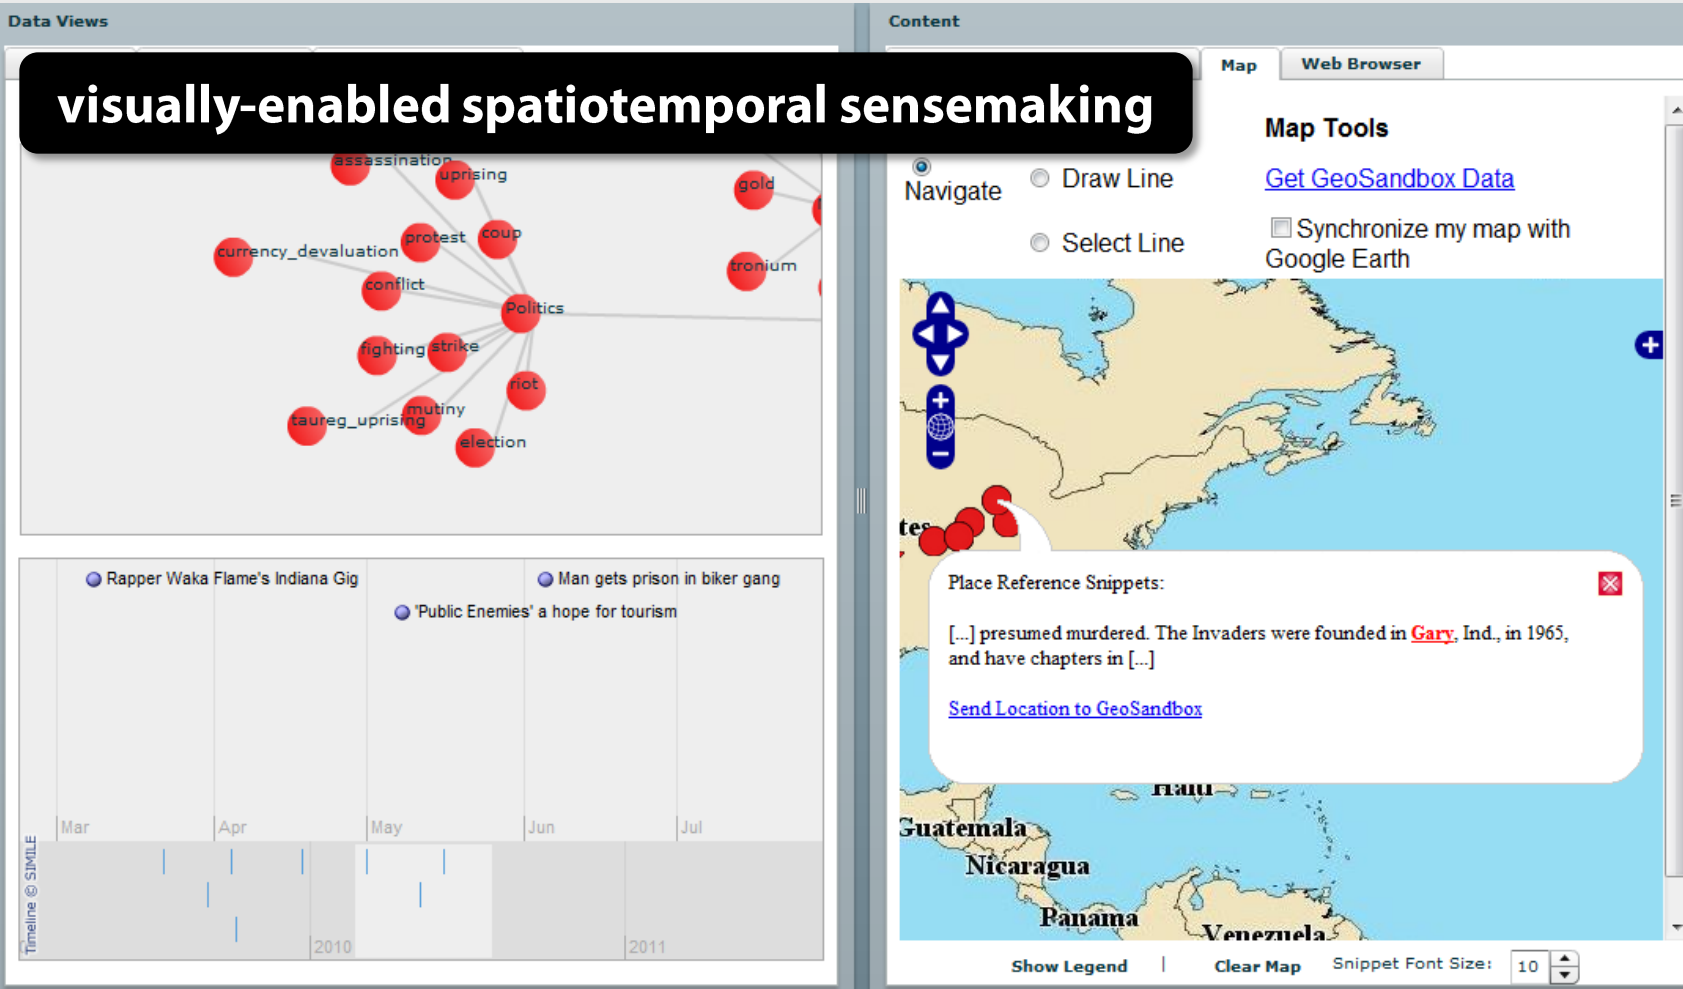 Data Views
Content
visually-enabled spatiotemporal sensemaking
Map
Web Browser
assassination
uprising
protest
coup
currency_devaluation
conflict
Politics
fighting
strike
riot
taureg_uprising
mutiny
election
gold
tronium
Navigate
Draw Line
Select Line
Map Tools
Get GeoSandbox Data
Synchronize my map with
Google Earth
Rapper Waka Flame's Indiana Gig
Man gets prison in biker gang
'Public Enemies' a hope for tourism
Mar
Apr
May
Jun
Jul
Timeline © SIMILE
2010
2011
tes
Place Reference Snippets:
[...] presumed murdered. The Invaders were founded in Gary, Ind., in 1965,
and have chapters in [...]
Send Location to GeoSandbox
Haiti
Guatemala
Nicaragua
Panama
Venezuela
Show Legend | Clear Map Snippet Font Size: 10